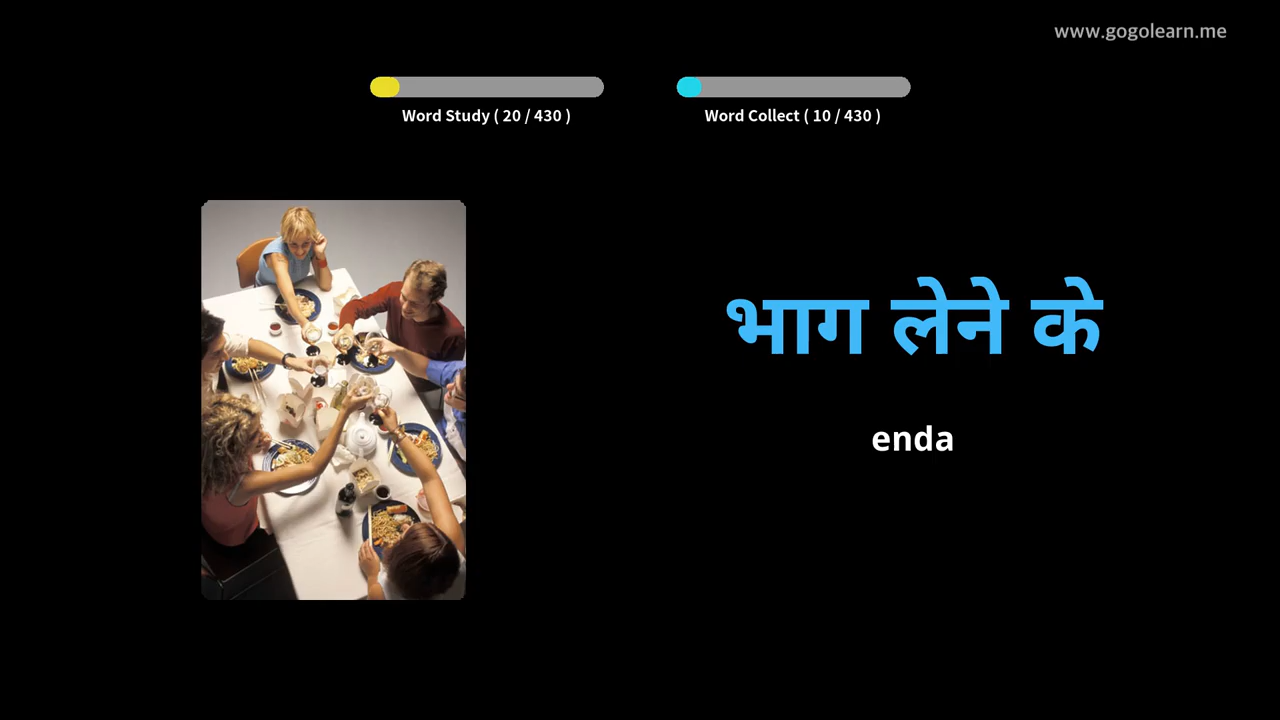 www.gogolearn.me
Word Study ( 20 / 430 )
Word Collect ( 10 / 430 )
भाग लेने के
enda